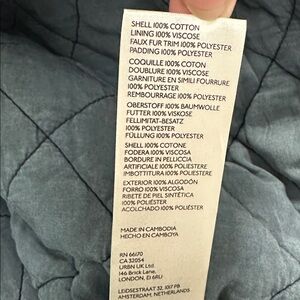 SHELL 100% COTTON
LINING 100% VISCOSE
FAUX FUR TRIM 100% POLYESTER
PADDING 100% POLYESTER
COQUILLE 100% COTON
DOUBLURE 100% VISCOSE
GARNITURE EN SIMILI FOURRURE
100% POLYESTER
REMBOURRAGE 100% POLYESTER
OBERSTOFF 100% BAUMWOLLE
FUTTER 100% VISKOSE
FELLIMITAT-BESATZ
100% POLYESTER
FÜLLUNG 100% POLYESTER
SHELL 100% COTONE
FODERA 100% VISCOSA
BORDURE IN PELLICCIA
ARTIFICIALE 100% POLIESTERE
IMBOTTITURA 100% POLIESTERE
EXTERIOR 100% ALGODÓN
FORRO 100% VISCOSA
RIBETE DE PIEL SINTÉTICA
100% POLIÉSTER
ACOLCHADO 100% POLIÉSTER
MADE IN CAMBODIA
HECHO EN CAMBOYA
RN 66170
CA 32054
URBN UK Ltd.
146 Brick Lane,
LONDON, E1 6RU
LEIDSESTRAAT 32, 1017 PB
AMSTERDAM, NETHERLANDS